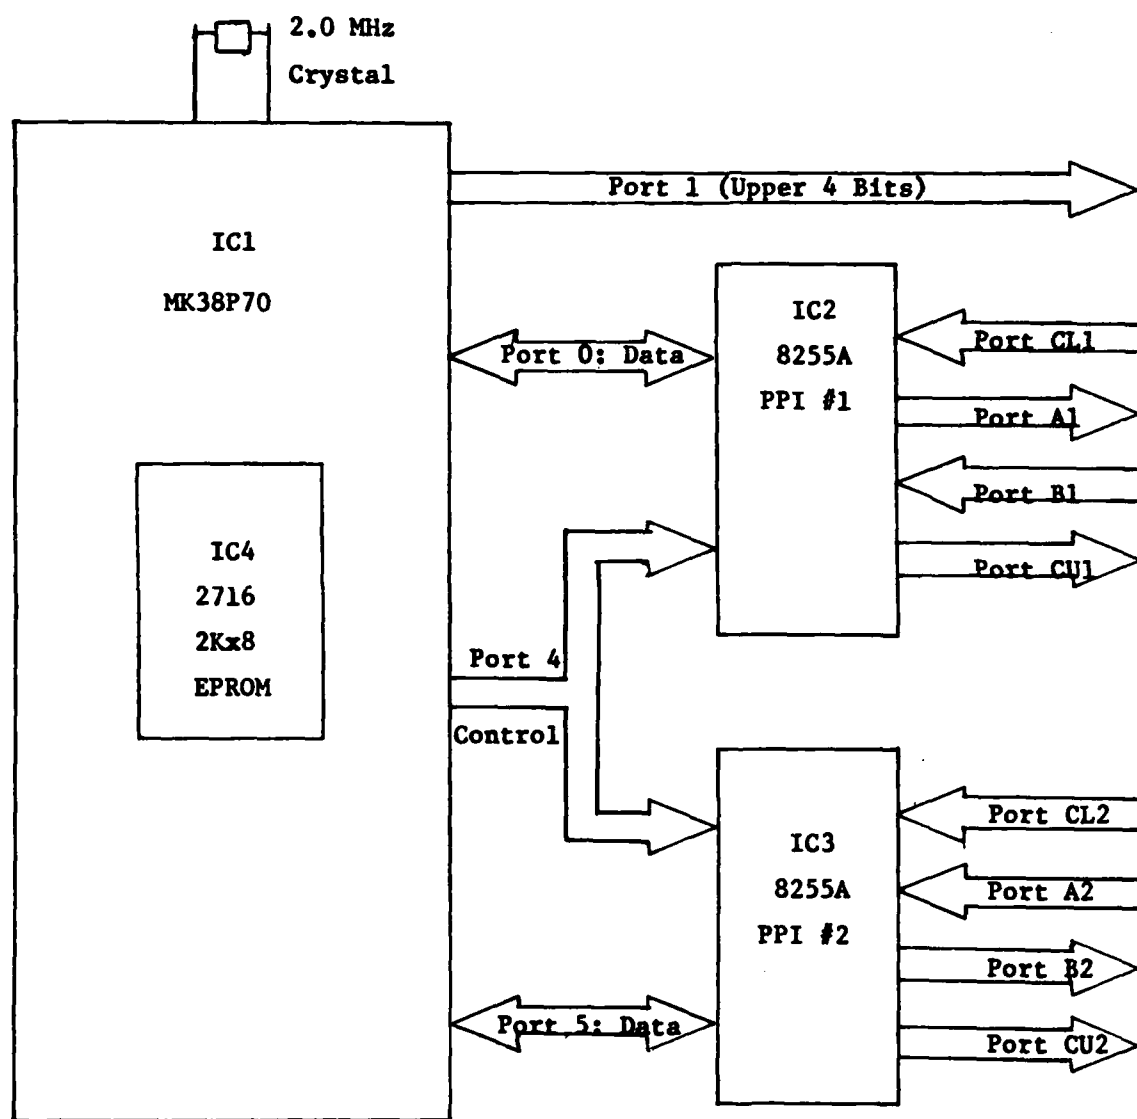 2.0 MHz
Crystal
Port 1 (Upper 4 Bits)
IC1
MK38P70
IC2
8255A
PPI #1
Port CL1
Port A1
Port B1
Port CU1
Port 0: Data
IC4
2716
2Kx8
EPROM
Port 4
Control
IC3
8255A
PPI #2
Port CL2
Port A2
Port B2
Port CU2
Port 5: Data